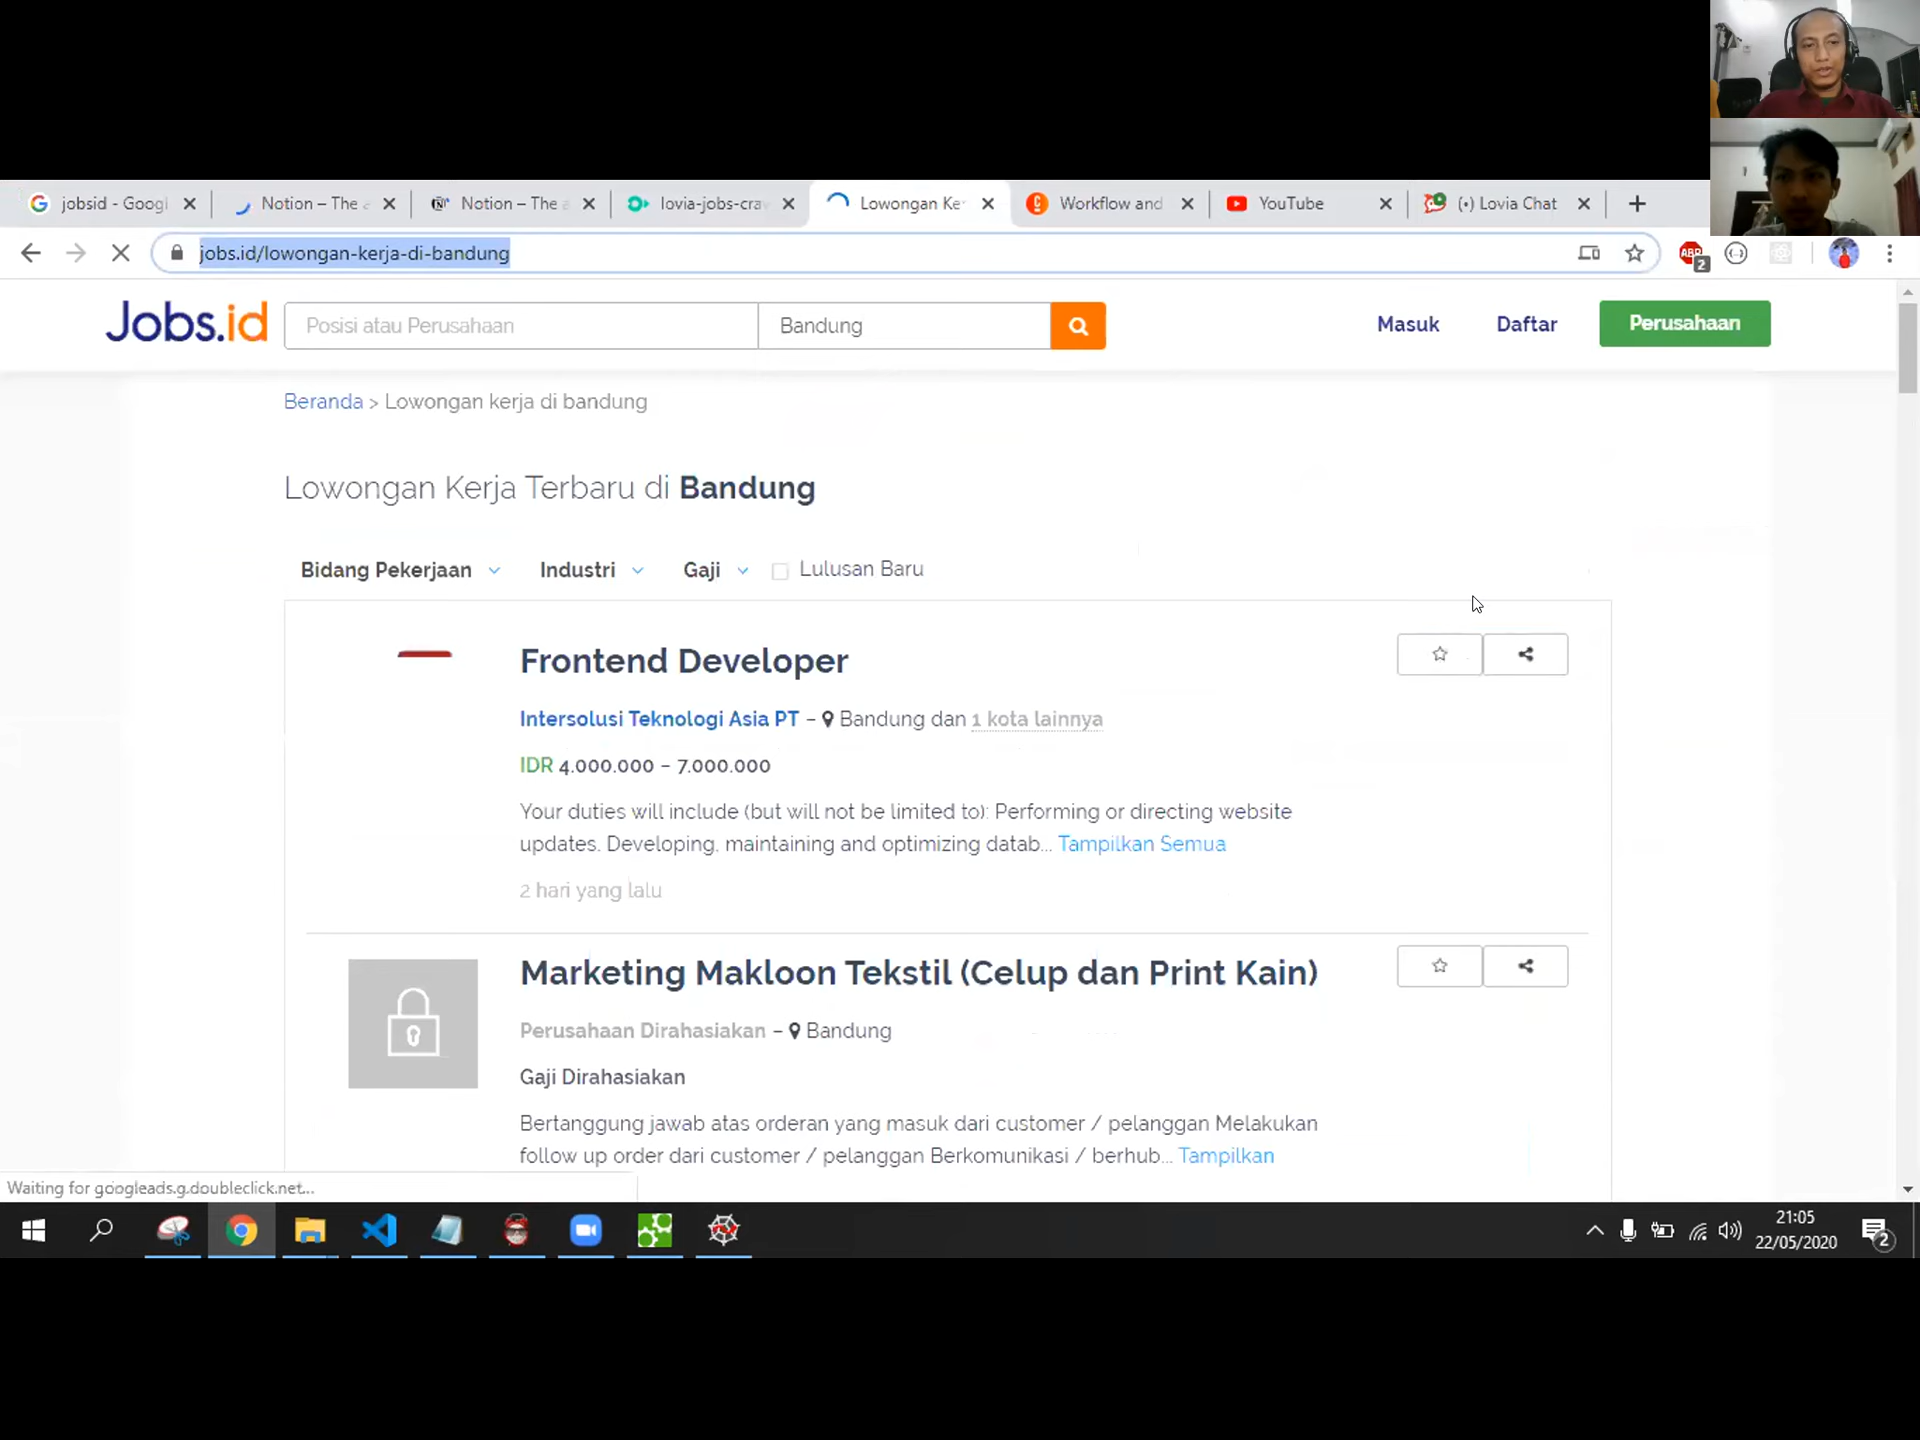 jobsid - Googl
Notion – The a
Notion – The a
lovia-jobs-cra
Lowongan Ke
Workflow and
YouTube
(•) Lovia Chat
jobs.id/lowongan-kerja-di-bandung
ABP
2
Jobs.id
Posisi atau Perusahaan
Bandung
Masuk
Daftar
Perusahaan
Beranda > Lowongan kerja di bandung
Lowongan Kerja Terbaru di Bandung
Bidang Pekerjaan
Industri
Gaji
Lulusan Baru
Frontend Developer
Intersolusi Teknologi Asia PT – Bandung dan 1 kota lainnya
IDR 4.000.000 – 7.000.000
Your duties will include (but will not be limited to): Performing or directing website
updates. Developing, maintaining and optimizing datab... Tampilkan Semua
2 hari yang lalu
Marketing Makloon Tekstil (Celup dan Print Kain)
Perusahaan Dirahasiakan – Bandung
Gaji Dirahasiakan
Bertanggung jawab atas orderan yang masuk dari customer / pelanggan Melakukan
follow up order dari customer / pelanggan Berkomunikasi / berhub... Tampilkan
Waiting for googleads.g.doubleclick.net...
21:05
22/05/2020
2